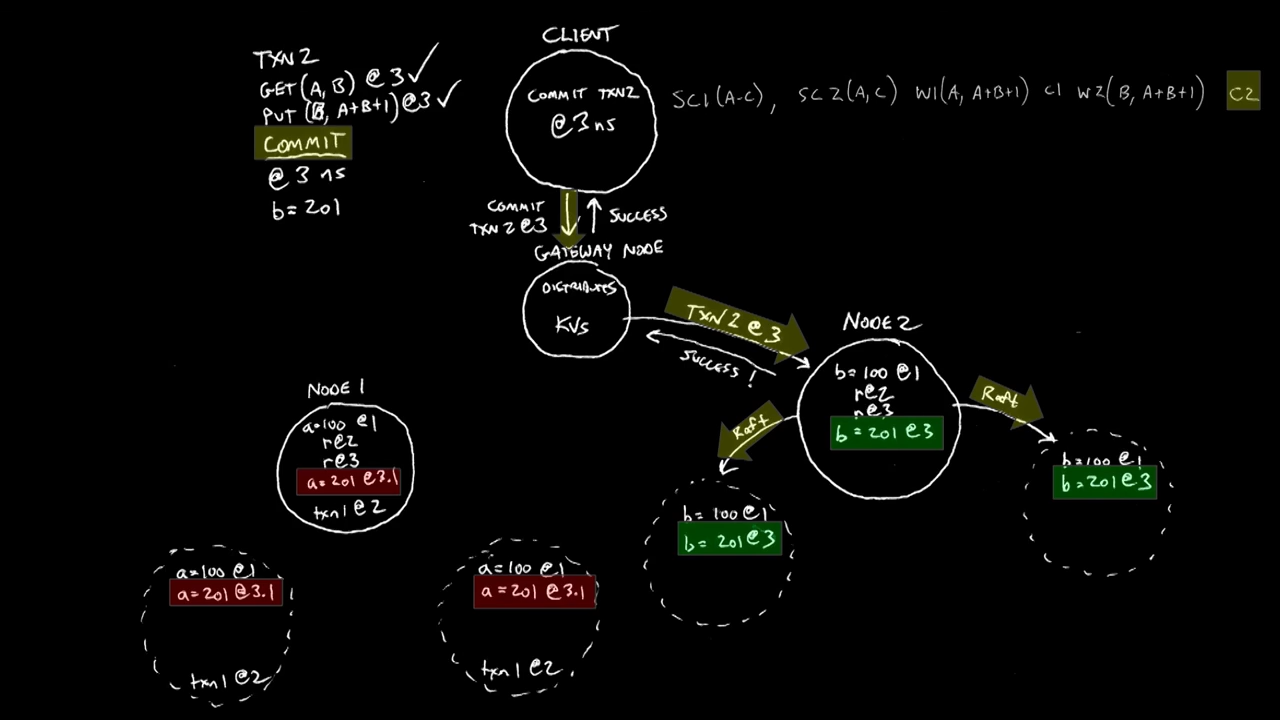 TXN 2
GET(A, B) @ 3 ✓
PUT (B, A+B+1) @ 3 ✓
COMMIT
@ 3 ns
b = 201
CLIENT
COMMIT TXN2
@ 3 ns
SC1 (A-C), SC2 (A, C) W1(A, A+B+1) C1 W2(B, A+B+1) C2
COMMIT
TXN 2 @3
SUCCESS
GATEWAY NODE
DISTRIBUTES
KVs
TXN 2 @ 3
SUCCESS!
NODE 2
b = 100 @1
r@2
r@3
b = 201 @3
Raft
Raft
b=100 @1
b=201 @3
b= 100 @1
b= 201 @3
NODE 1
a=100 @1
r@2
r@3
a=201 @3.1
txn1 @2
a=100 @1
a=201 @3.1
txn1 @2
a=100 @1
a=201 @3.1
txn1 @2